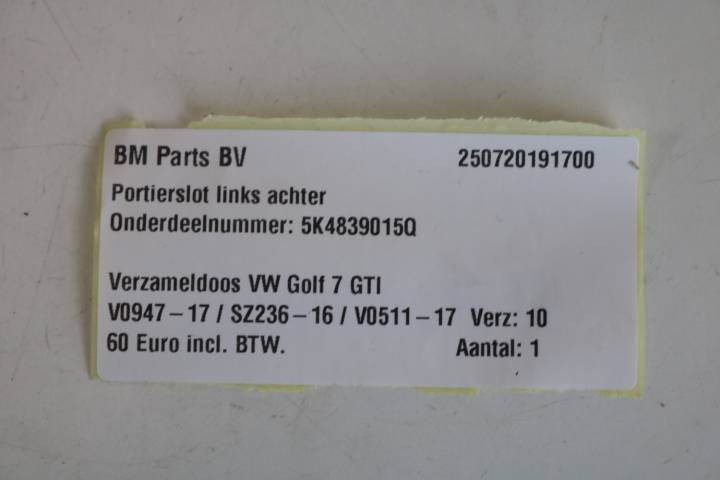 BM Parts BV 250720191700
Portierslot links achter
Onderdeelnummer: 5K4839015Q
Verzameldoos VW Golf 7 GTI
V0947-17 / SZ236-16 / V0511-17 Verz: 10
60 Euro incl. BTW. Aantal: 1